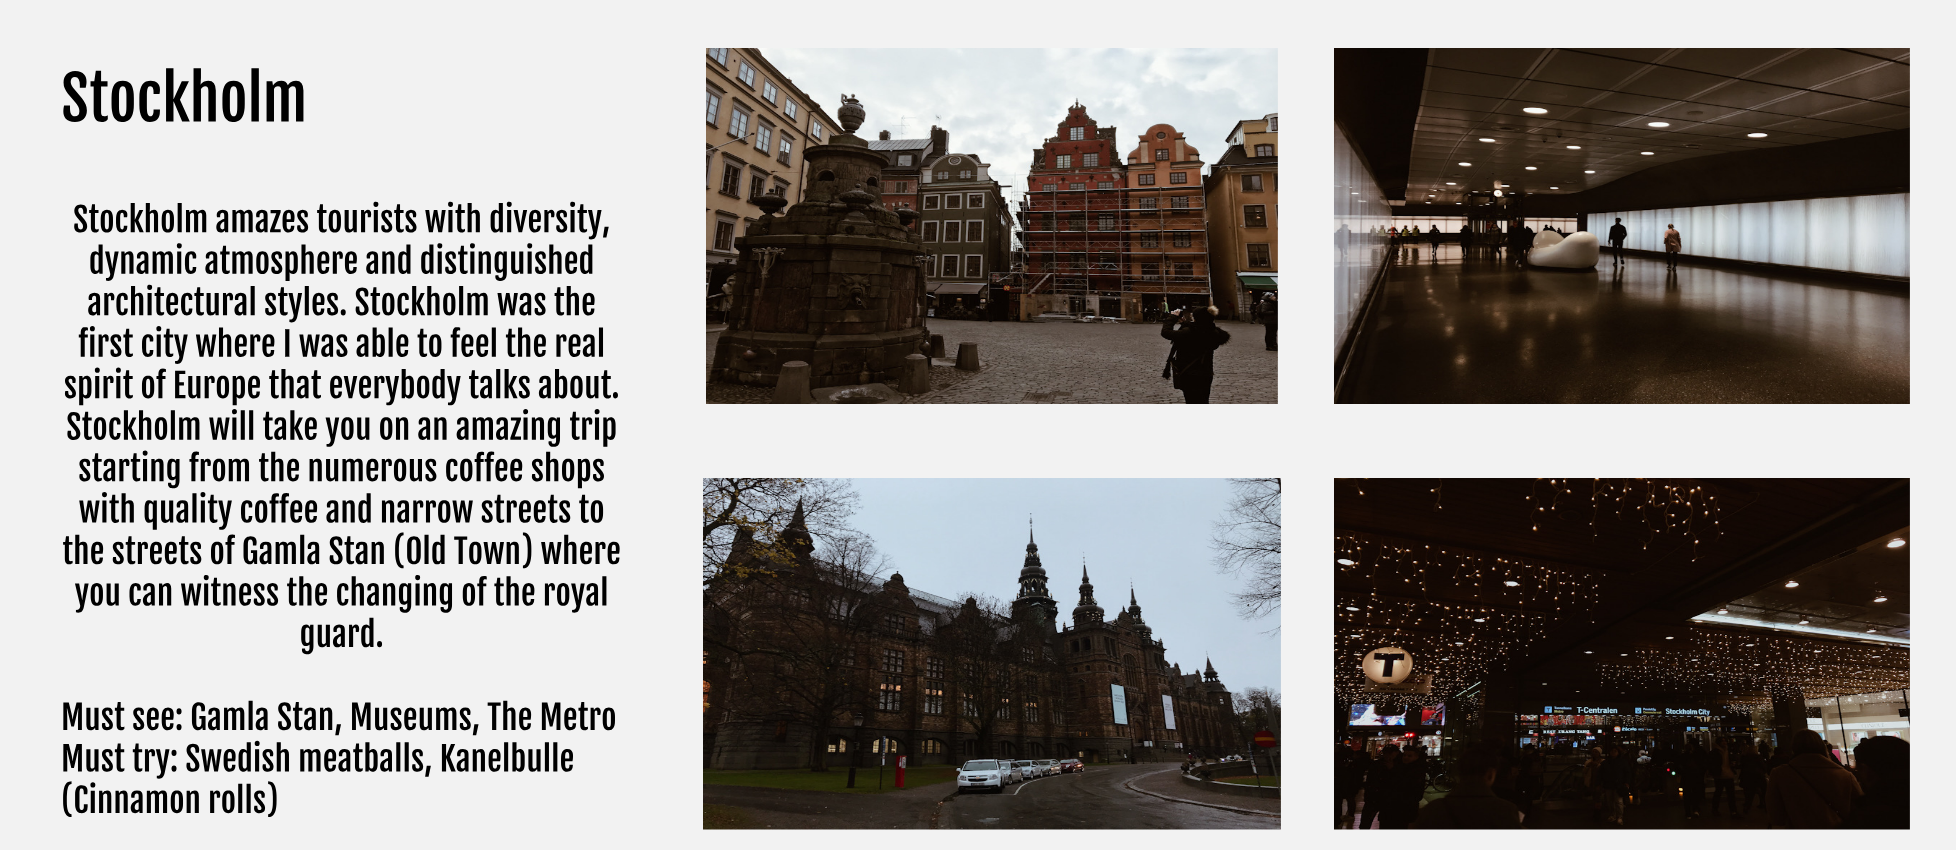 Stockholm
Stockholm amazes tourists with diversity,
dynamic atmosphere and distinguished
architectural styles. Stockholm was the
first city where I was able to feel the real
spirit of Europe that everybody talks about.
Stockholm will take you on an amazing trip
starting from the numerous coffee shops
with quality coffee and narrow streets to
the streets of Gamla Stan (Old Town) where
you can witness the changing of the royal
guard.
Must see: Gamla Stan, Museums, The Metro
Must try: Swedish meatballs, Kanelbulle
(Cinnamon rolls)
T
T-Centralen
Stockholm City